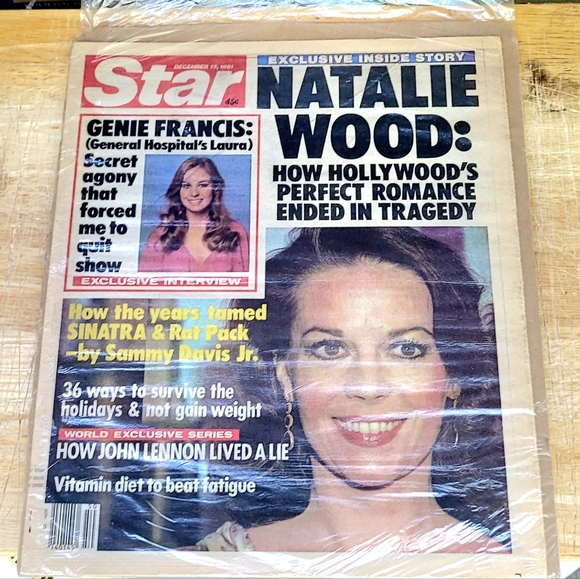 DECEMBER 15, 1981
Star
45¢
EXCLUSIVE INSIDE STORY
NATALIE
WOOD:
HOW HOLLYWOOD'S
PERFECT ROMANCE
ENDED IN TRAGEDY
GENIE FRANCIS:
(General Hospital's Laura)
Secret
agony
that
forced
me to
quit
show
EXCLUSIVE INTERVIEW
How the years tamed
SINATRA & Rat Pack
—by Sammy Davis Jr.
36 ways to survive the
holidays & not gain weight
WORLD EXCLUSIVE SERIES
HOW JOHN LENNON LIVED A LIE
Vitamin diet to beat fatigue